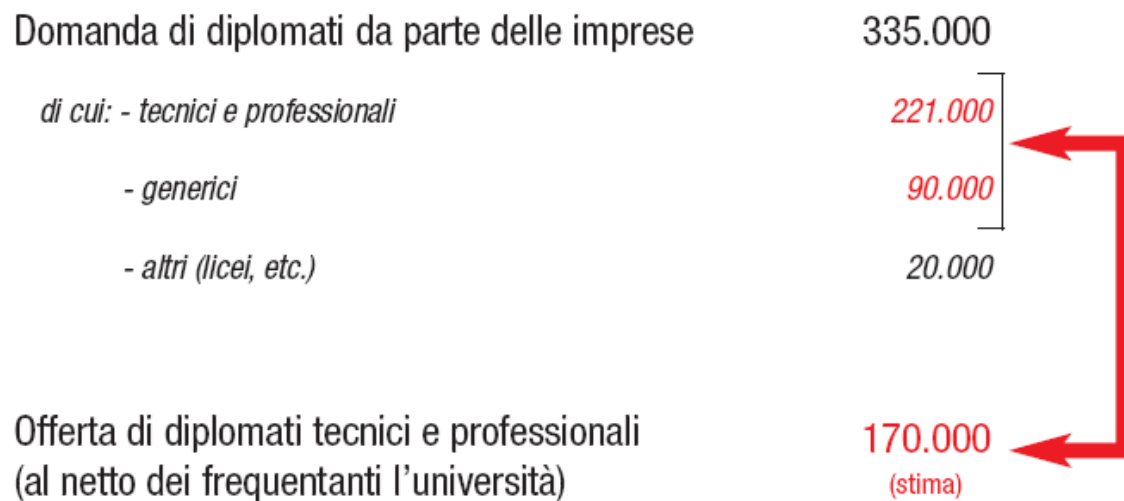 Domanda di diplomati da parte delle imprese 335.000
di cui: - tecnici e professionali 221.000
- generici 90.000
- altri (licei, etc.) 20.000
Offerta di diplomati tecnici e professionali 170.000
(al netto dei frequentanti l'università) (stima)